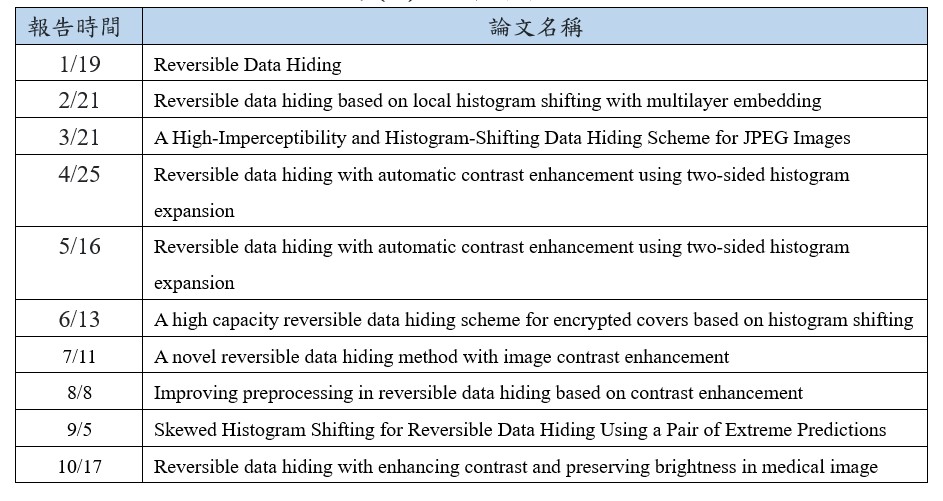 報告時間 論文名稱
1/19 Reversible Data Hiding
2/21 Reversible data hiding based on local histogram shifting with multilayer embedding
3/21 A High-Imperceptibility and Histogram-Shifting Data Hiding Scheme for JPEG Images
4/25 Reversible data hiding with automatic contrast enhancement using two-sided histogram
expansion
5/16 Reversible data hiding with automatic contrast enhancement using two-sided histogram
expansion
6/13 A high capacity reversible data hiding scheme for encrypted covers based on histogram shifting
7/11 A novel reversible data hiding method with image contrast enhancement
8/8 Improving preprocessing in reversible data hiding based on contrast enhancement
9/5 Skewed Histogram Shifting for Reversible Data Hiding Using a Pair of Extreme Predictions
10/17 Reversible data hiding with enhancing contrast and preserving brightness in medical image